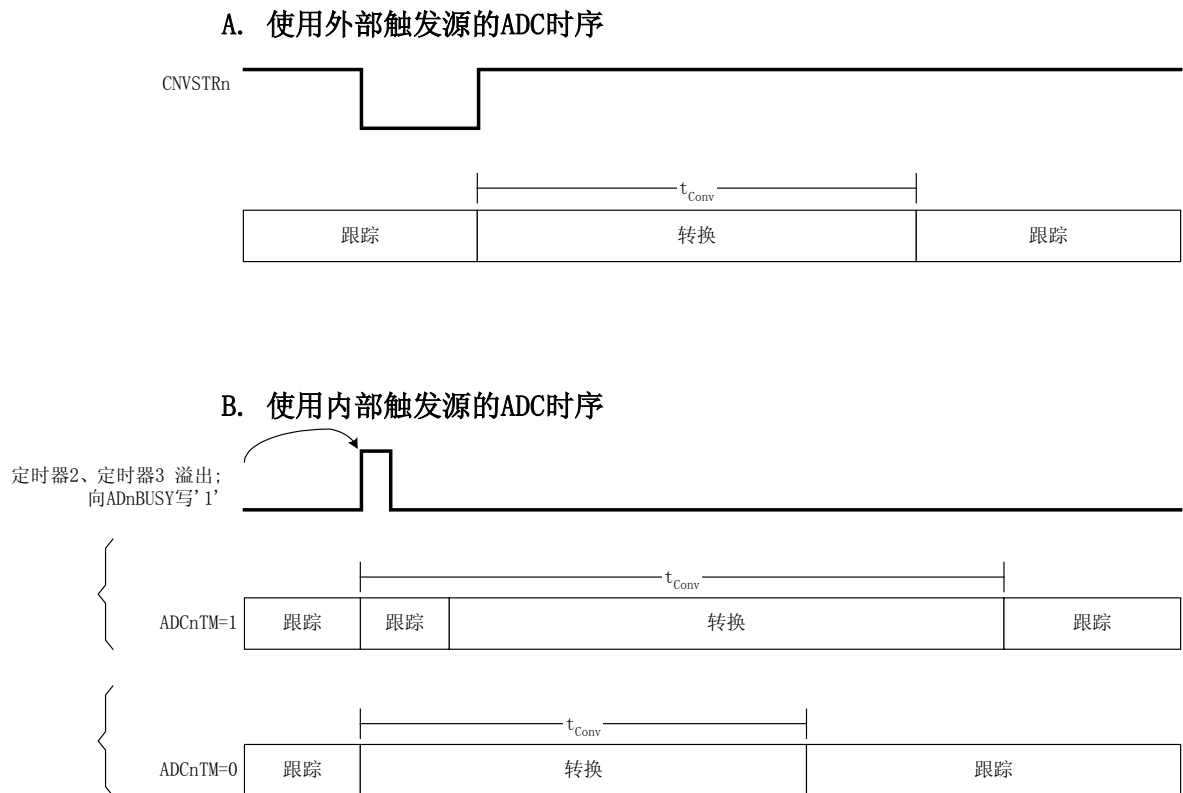 A. 使用外部触发源的ADC时序
CNVSTRn
tConv
跟踪 转换 跟踪
B. 使用内部触发源的ADC时序
定时器2、定时器3 溢出;
向ADnBUSY写'1'
tConv
ADCnTM=1 跟踪 跟踪 转换 跟踪
tConv
ADCnTM=0 跟踪 转换 跟踪